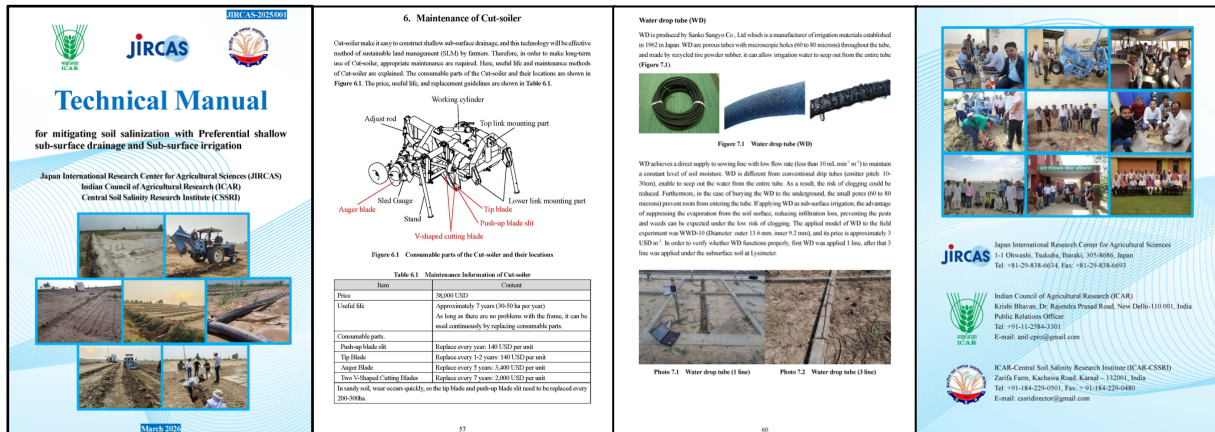 JIRCAS-2025/001
ICAR
JIRCAS
Technical Manual
for mitigating soil salinization with Preferential shallow
sub-surface drainage and Sub-surface irrigation
Japan International Research Center for Agricultural Sciences (JIRCAS)
Indian Council of Agricultural Research (ICAR)
Central Soil Salinity Research Institute (CSSRI)
March 2026
6. Maintenance of Cut-soiler
Cut-soiler make it easy to construct shallow sub-surface drainage, and this technology will be effective
method of sustainable land management (SLM) by farmers. Therefore, in order to make long-term
use of Cut-soiler, appropriate maintenance are required. Here, useful life and maintenance methods
of Cut-soiler are explained. The consumable parts of the Cut-soiler and their locations are shown in
Figure 6.1. The price, useful life, and replacement guidelines are shown in Table 6.1.
Working cylinder
Adjust rod
Top link mounting part
Sled Gauge
Lower link mounting part
Auger blade
Tip blade
Stand
Push-up blade slit
V-shaped cutting blade
Figure 6.1 Consumable parts of the Cut-soiler and their locations
Table 6.1 Maintenance Information of Cut-soiler
Item Content
Price 38,000 USD
Useful life Approximately 7 years (30-50 ha per year)
As long as there are no problems with the frame, it can be
used continuously by replacing consumable parts.
Consumable parts.
Push-up blade slit Replace every year: 140 USD per unit
Tip Blade Replace every 1-2 years: 140 USD per unit
Auger Blade Replace every 5 years: 3,400 USD per unit
Two V-Shaped Cutting Blades Replace every 7 years: 2,000 USD per unit
In sandy soil, wear occurs quickly, so the tip blade and push-up blade slit need to be replaced every
200-300ha.
57
Water drop tube (WD)
WD is produced by Sanko Sangyo Co., Ltd which is a manufacturer of irrigation materials established
in 1962 in Japan. WD are porous tubes with microscopic holes (60 to 80 microns) throughout the tube,
and made by recycled tire powder rubber, it can allow irrigation water to seep out from the entire tube
(Figure 7.1).
Figure 7.1 Water drop tube (WD)
WD achieves a direct supply to sowing line with low flow rate (less than 10 mL min⁻¹ m⁻¹) to maintain
a constant level of soil moisture. WD is different from conventional drip tubes (emitter pitch: 10-
30cm), enable to seep out the water from the entire tube. As a result, the risk of clogging could be
reduced. Furthermore, in the case of burying the WD to the underground, the small pores (60 to 80
microns) prevent roots from entering the tube. If applying WD as sub-surface irrigation, the advantage
of suppressing the evaporation from the soil surface, reducing infiltration loss, preventing the pests
and weeds can be expected under the low risk of clogging. The applied model of WD to the field
experiment was WWD-10 (Diameter: outer 13.6 mm, inner 9.2 mm), and its price is approximately 3
USD m⁻¹. In order to verify whether WD functions properly, first WD was applied 1 line, after that 3
line was applied under the subsurface soil at Lysimeter.
Photo 7.1 Water drop tube (1 line) Photo 7.2 Water drop tube (3 line)
60
JIRCAS
Japan International Research Center for Agricultural Sciences
1-1 Ohwashi, Tsukuba, Ibaraki, 305-8686, Japan
Tel: +81-29-838-6634, Fax: +81-29-838-6693
ICAR
Indian Council of Agricultural Research (ICAR)
Krishi Bhavan, Dr. Rajendra Prasad Road, New Delhi-110 001, India
Public Relations Officer
Tel: +91-11-2584-3301
E-mail: anil.cpro@gmail.com
ICAR-Central Soil Salinity Research Institute (ICAR-CSSRI)
Zarifa Farm, Kachawa Road, Karnal – 132001, India
Tel: +91-184-229-0501, Fax: + 91-184-229-0480
E-mail: cssridirector@gmail.com